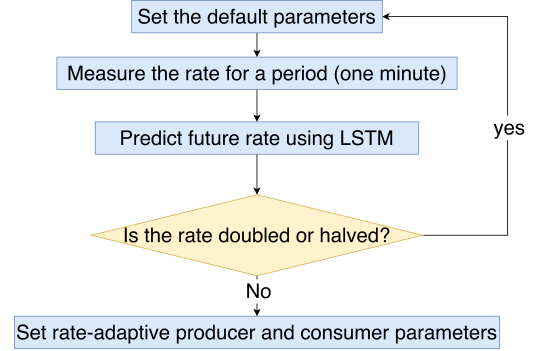 Set the default parameters
Measure the rate for a period (one minute)
Predict future rate using LSTM
yes
Is the rate doubled or halved?
No
Set rate-adaptive producer and consumer parameters